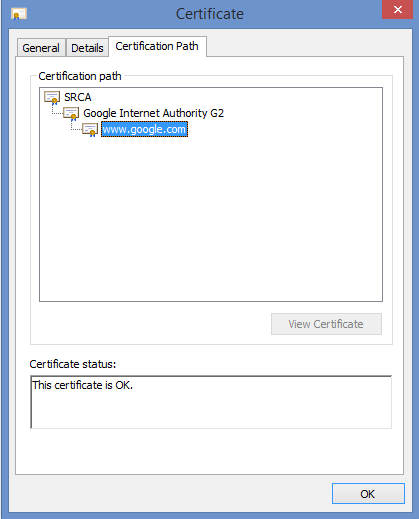 Certificate
General Details Certification Path
Certification path
SRCA
Google Internet Authority G2
www.google.com
View Certificate
Certificate status:
This certificate is OK.
OK